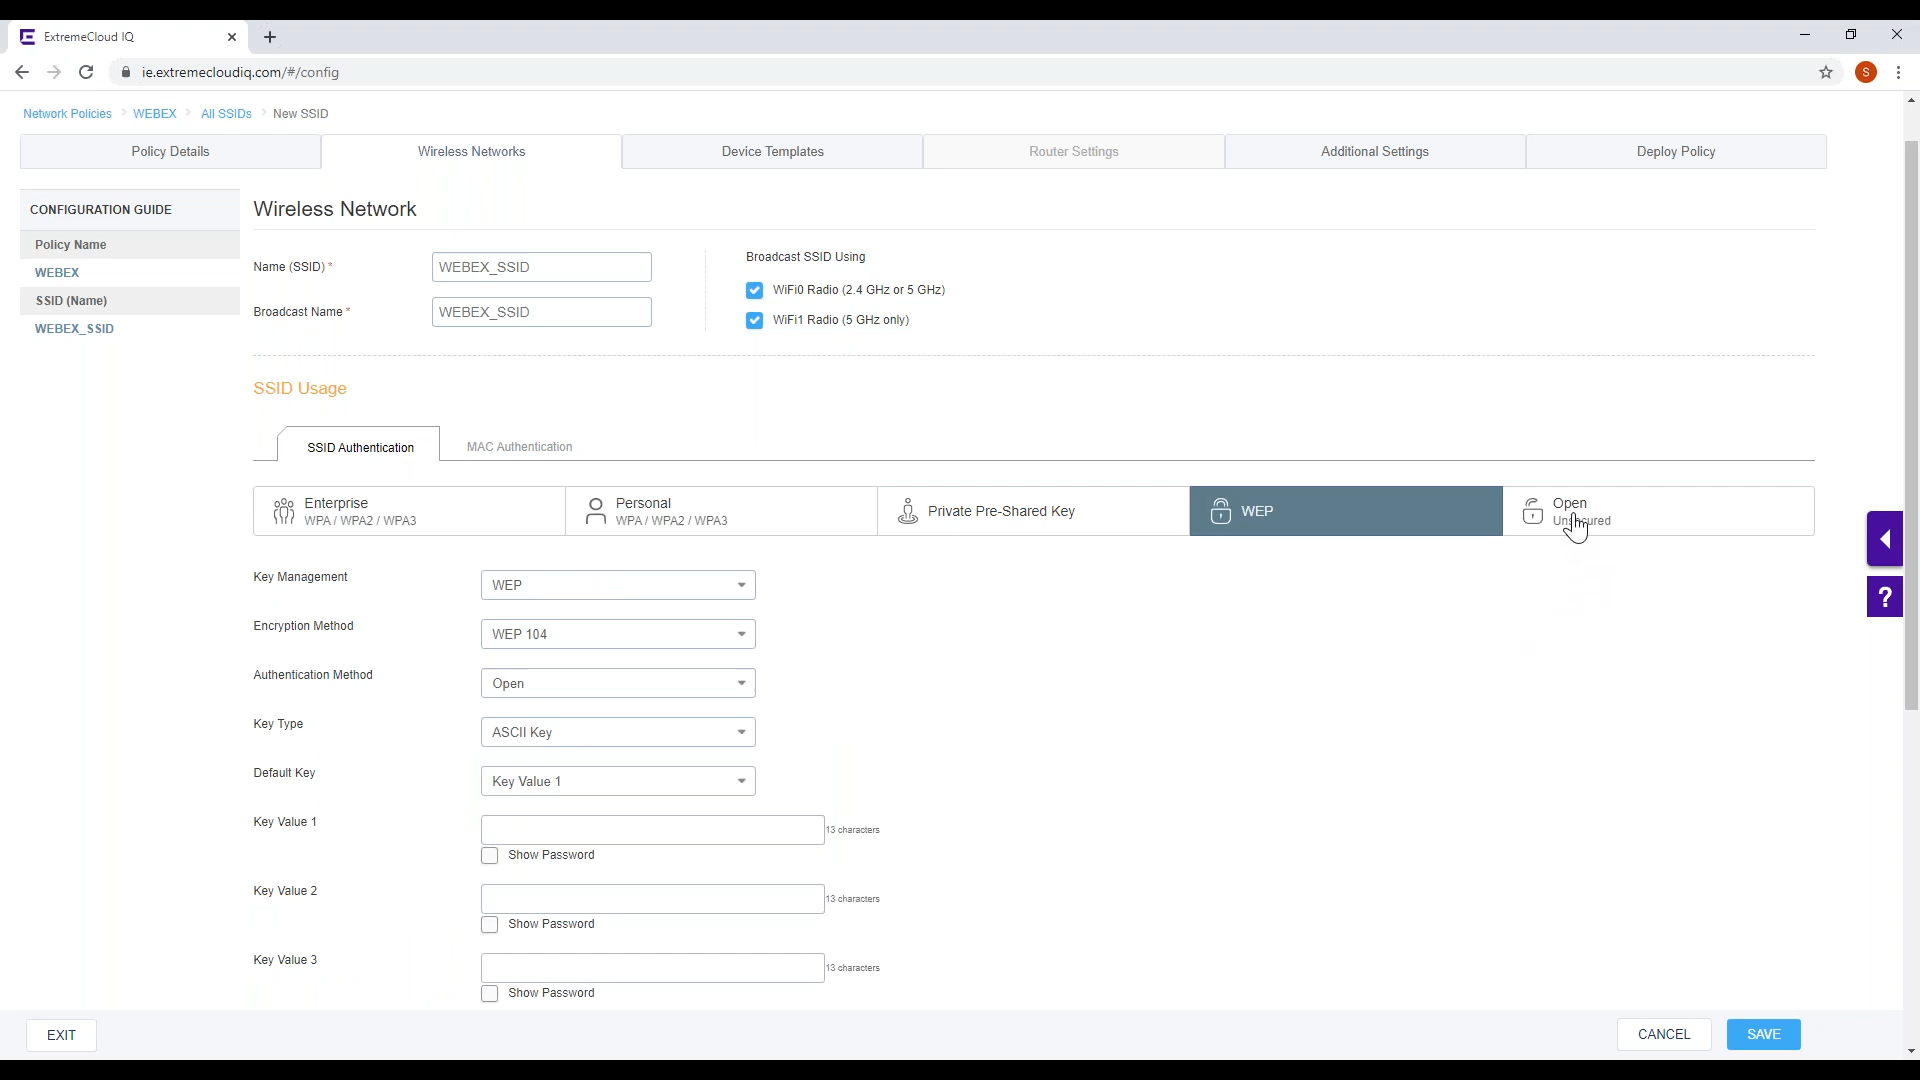 ExtremeCloud IQ
ie.extremecloudiq.com/#/config
S
Network Policies > WEBEX > All SSIDs > New SSID
Policy Details
Wireless Networks
Device Templates
Router Settings
Additional Settings
Deploy Policy
CONFIGURATION GUIDE
Policy Name
WEBEX
SSID (Name)
WEBEX_SSID
Wireless Network
Name (SSID) *
WEBEX_SSID
Broadcast Name *
WEBEX_SSID
Broadcast SSID Using
WiFi0 Radio (2.4 GHz or 5 GHz)
WiFi1 Radio (5 GHz only)
SSID Usage
SSID Authentication
MAC Authentication
Enterprise
WPA / WPA2 / WPA3
Personal
WPA / WPA2 / WPA3
Private Pre-Shared Key
WEP
Open
Unsecured
?
Key Management
WEP
Encryption Method
WEP 104
Authentication Method
Open
Key Type
ASCII Key
Default Key
Key Value 1
Key Value 1
13 characters
Show Password
Key Value 2
13 characters
Show Password
Key Value 3
13 characters
Show Password
EXIT
CANCEL
SAVE